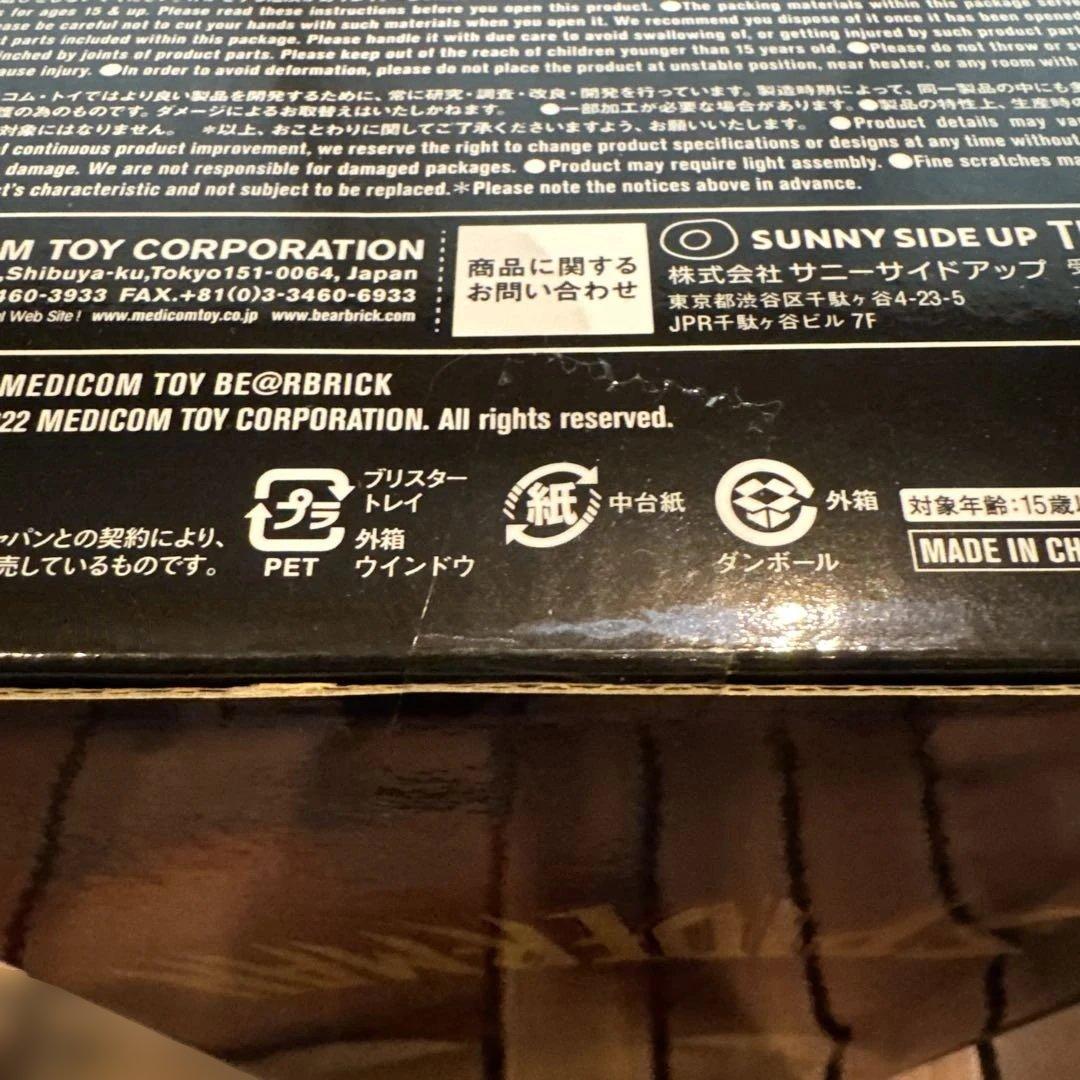 for ages 15 & up. ●Please read these instructions before you open this product. ●The packing materials within this package
be careful not to cut your hands with such materials when you open it. We recommend you dispose of it once it has been opened
parts included within this package. Please handle it with due care to avoid swallowing of, or getting injured by such product
inched by joints of product parts. Please keep out of the reach of children younger than 15 years old. ●Please do not throw or
ause injury. ●In order to avoid deformation, please do not place the product at unstable position, near heater, or any room with
コム・トイではより良い製品を開発するために、常に研究・調査・改良・開発を行っています。製造時期によって、同一製品の中にも
度の為のものです。ダメージによるお取替えはいたしかねます。 ●一部加工が必要な場合があります。●製品の特性上、生産時の
対象にはなりません。 ＊以上、おことわりに関してご了承くださいますよう、お願いいたします。 ●Product details may
of continuous product improvement, we reserve the right to change product specifications or designs at any time without
damage. We are not responsible for damaged packages. ●Product may require light assembly. ●Fine scratches
ct's characteristic and not subject to be replaced.＊Please note the notices above in advance.
OM TOY CORPORATION
,Shibuya-ku,Tokyo151-0064, Japan
460-3933 FAX.+81(0)3-3460-6933
Web Site! www.medicomtoy.co.jp www.bearbrick.com
商品に関する
お問い合わせ
SUNNY SIDE UP
株式会社 サニーサイドアップ
東京都渋谷区千駄ヶ谷4-23-5
JPR千駄ヶ谷ビル 7F
MEDICOM TOY BE@RBRICK
22 MEDICOM TOY CORPORATION. All rights reserved.
ャパンとの契約により、
売しているものです。
プラ
PET
ブリスター
トレイ
外箱
ウインドウ
紙
中台紙
外箱
ダンボール
対象年齢:15歳
MADE IN CH